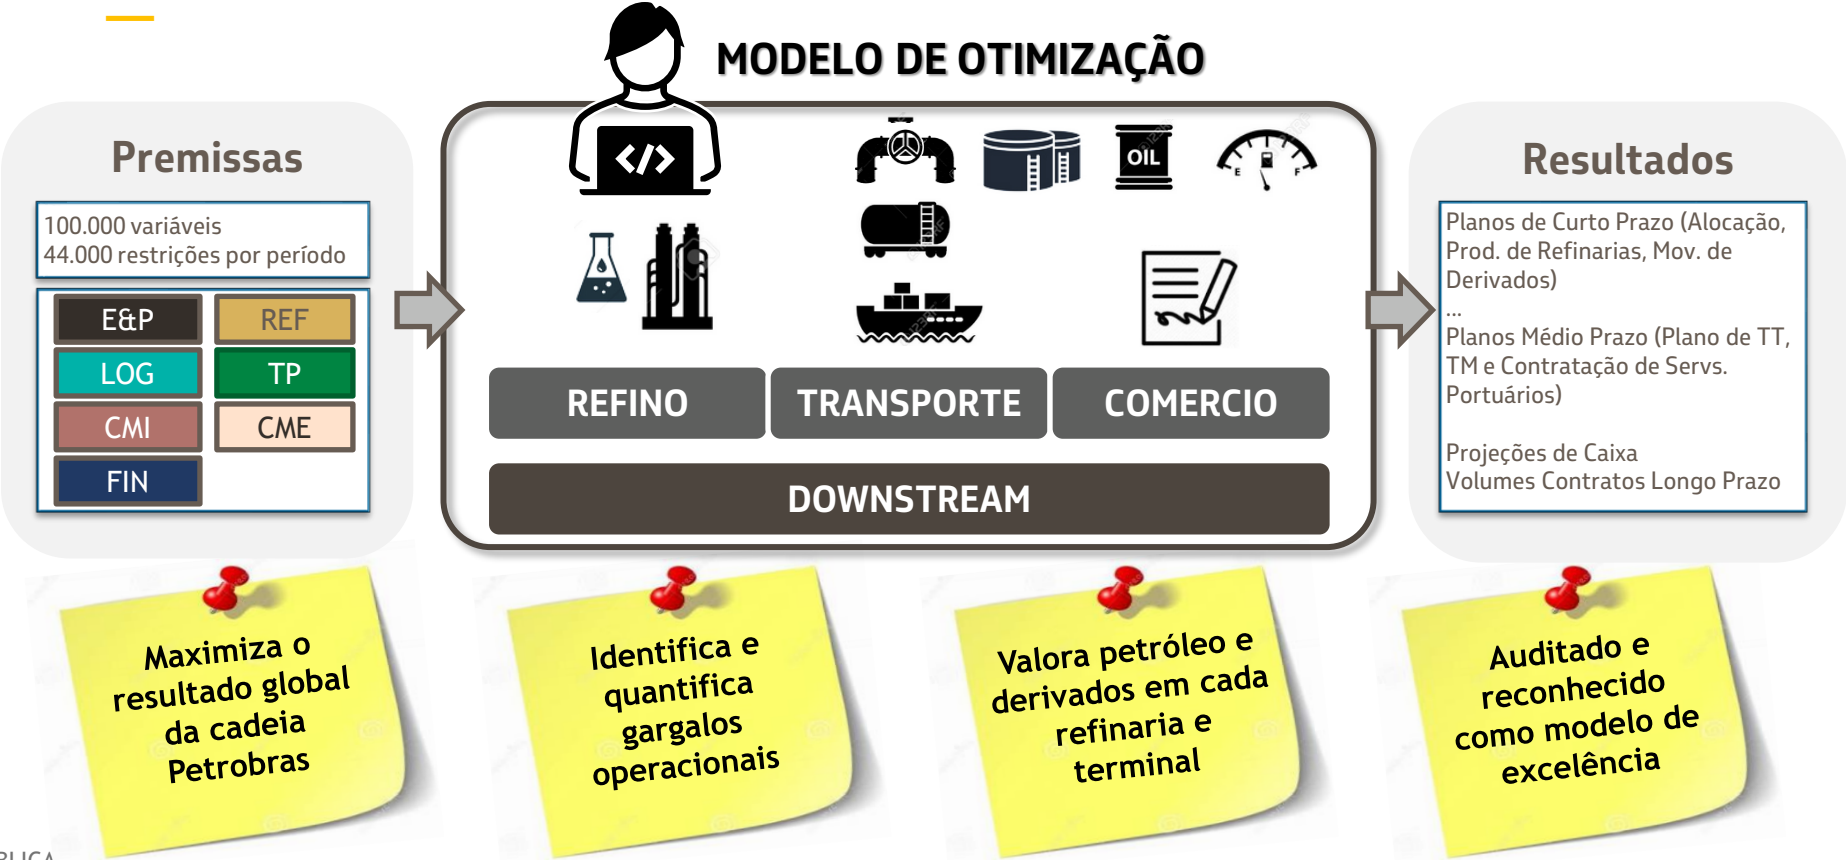 MODELO DE OTIMIZAÇÃO
Premissas
100.000 variáveis
44.000 restrições por período
E&P
REF
LOG
TP
CMI
CME
FIN
</>
OIL
E
F
REFINO
TRANSPORTE
COMERCIO
DOWNSTREAM
Resultados
Planos de Curto Prazo (Alocação,
Prod. de Refinarias, Mov. de
Derivados)
...
Planos Médio Prazo (Plano de TT,
TM e Contratação de Servs.
Portuários)
Projeções de Caixa
Volumes Contratos Longo Prazo
Maximiza o
resultado global
da cadeia
Petrobras
Identifica e
quantifica
gargalos
operacionais
Valora petróleo e
derivados em cada
refinaria e
terminal
Auditado e
reconhecido
como modelo de
excelência